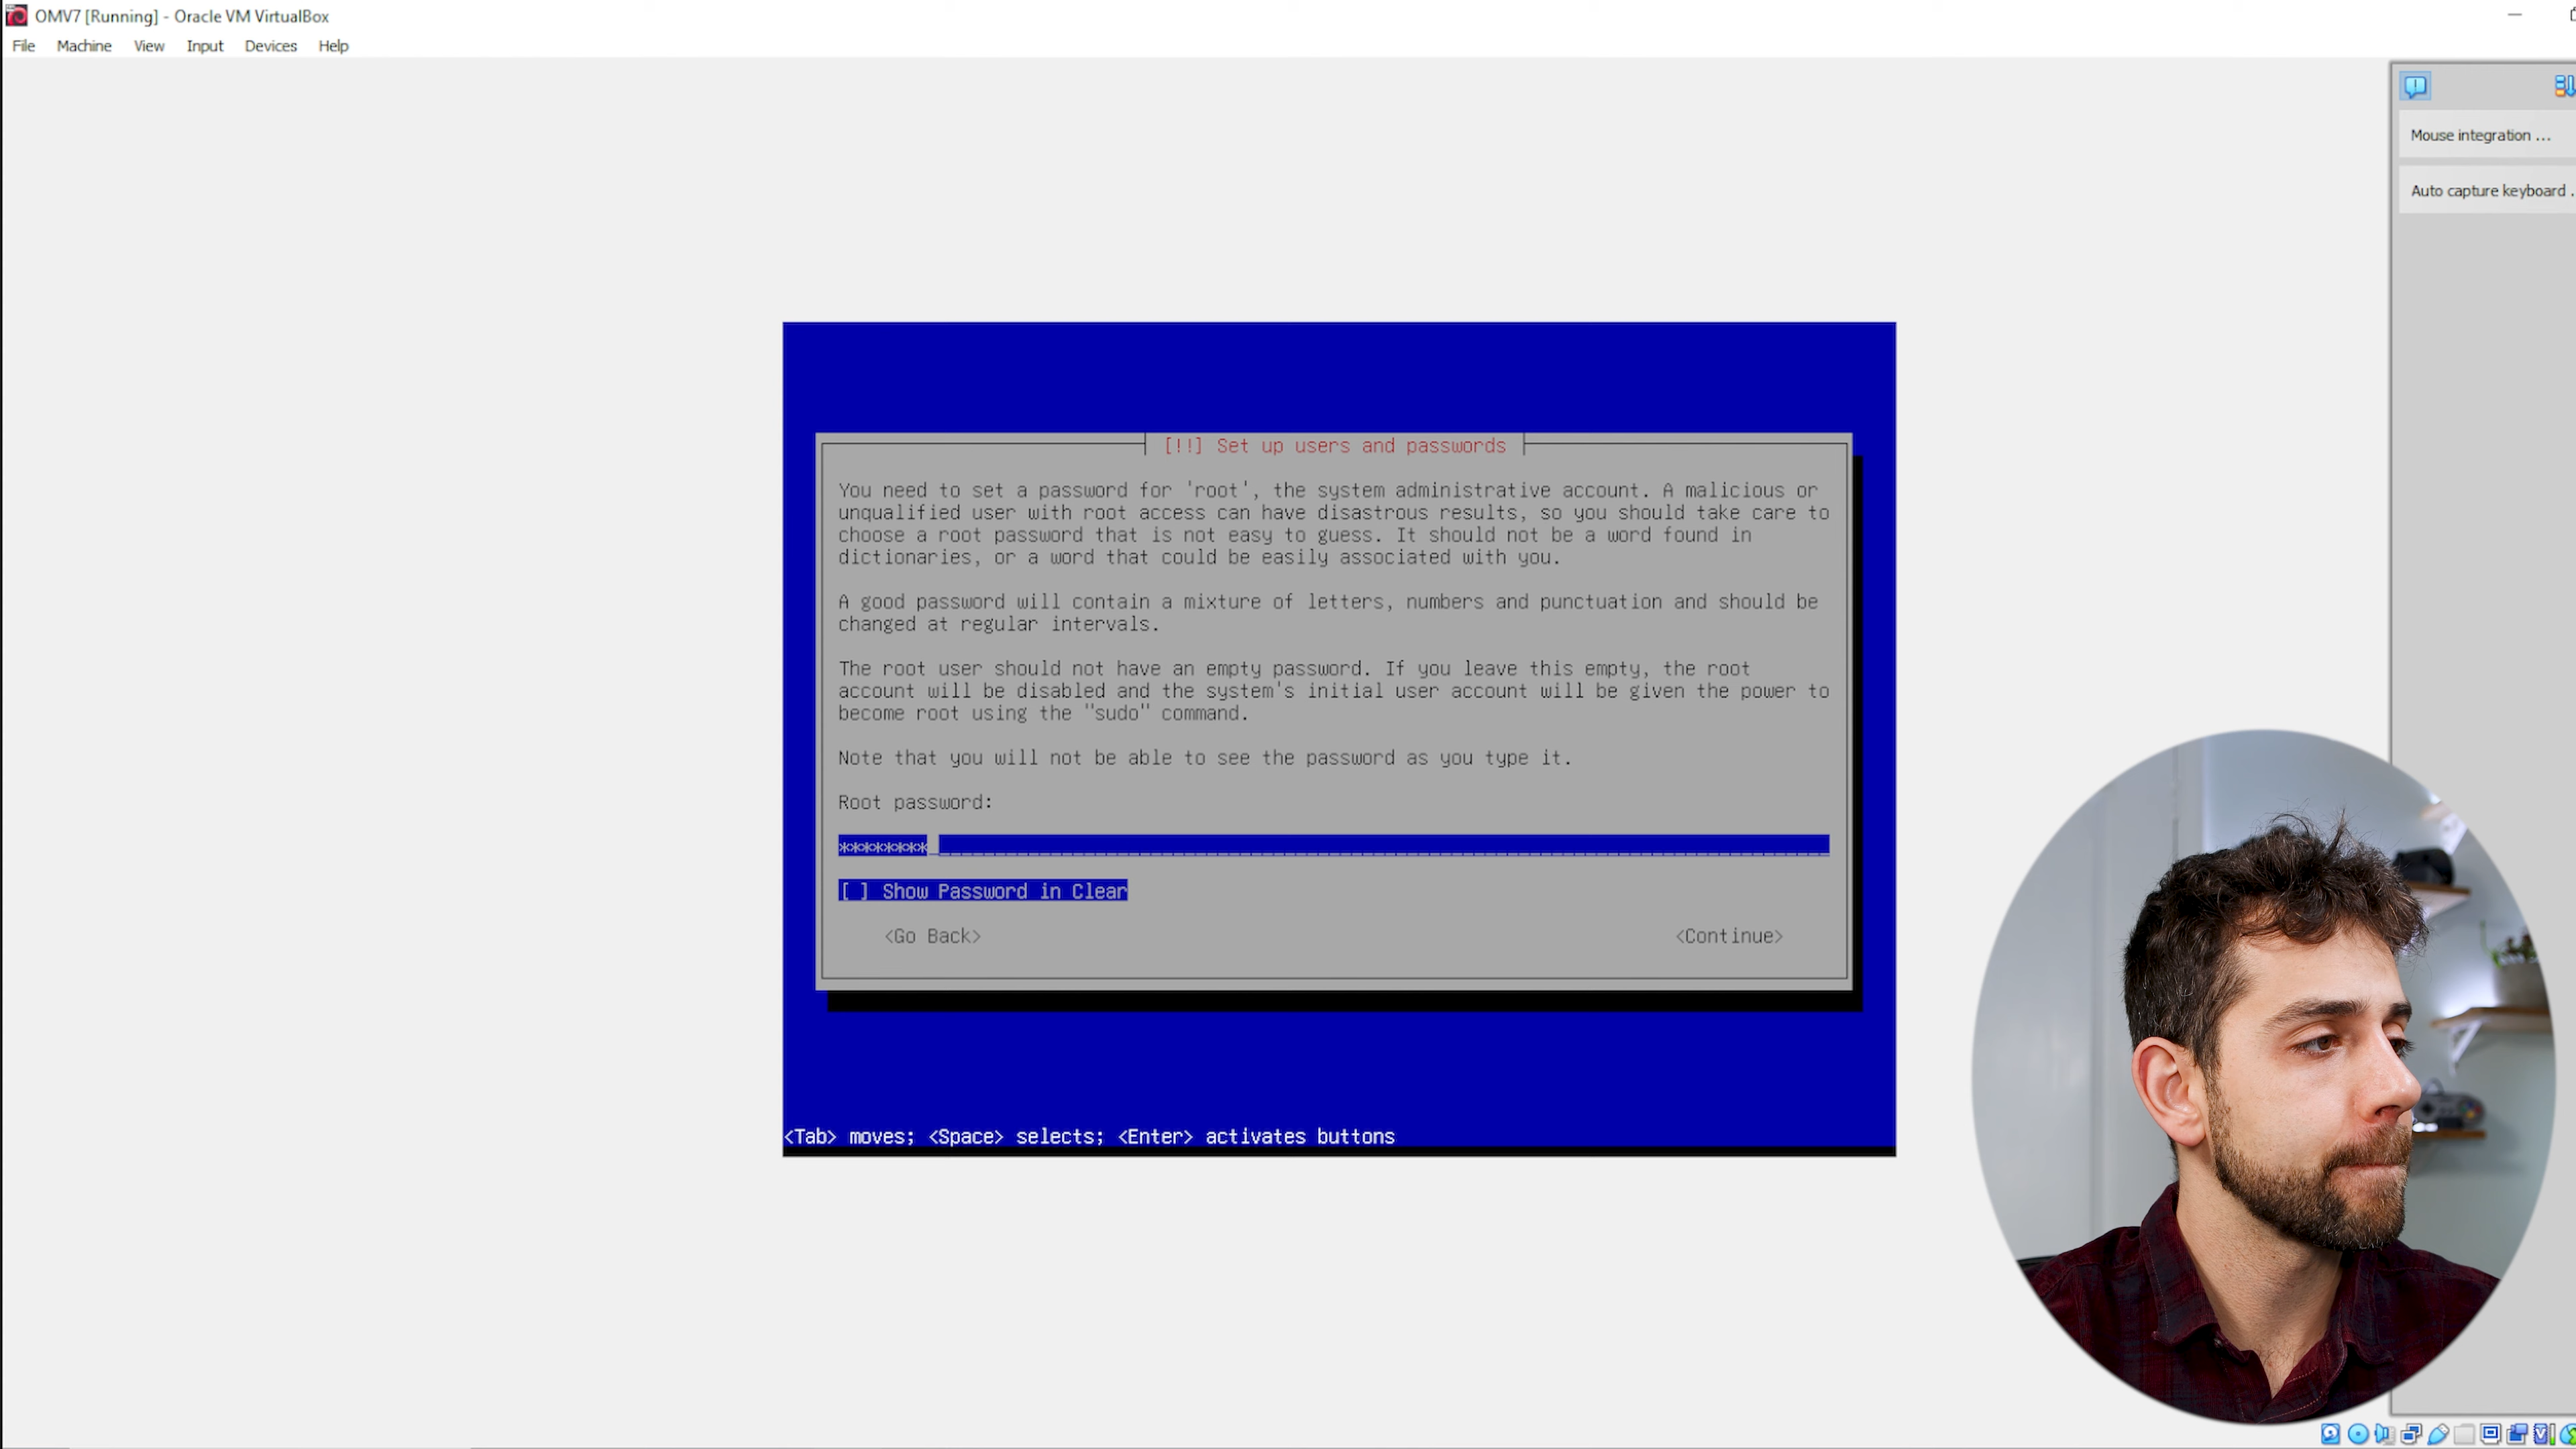 OMV7 [Running] - Oracle VM VirtualBox
File Machine View Input Devices Help
Mouse integration ...
Auto capture keyboard .
[!!] Set up users and passwords
You need to set a password for 'root', the system administrative account. A malicious or
unqualified user with root access can have disastrous results, so you should take care to
choose a root password that is not easy to guess. It should not be a word found in
dictionaries, or a word that could be easily associated with you.
A good password will contain a mixture of letters, numbers and punctuation and should be
changed at regular intervals.
The root user should not have an empty password. If you leave this empty, the root
account will be disabled and the system's initial user account will be given the power to
become root using the "sudo" command.
Note that you will not be able to see the password as you type it.
Root password:
********
[ ] Show Password in Clear
<Go Back> <Continue>
<Tab> moves; <Space> selects; <Enter> activates buttons